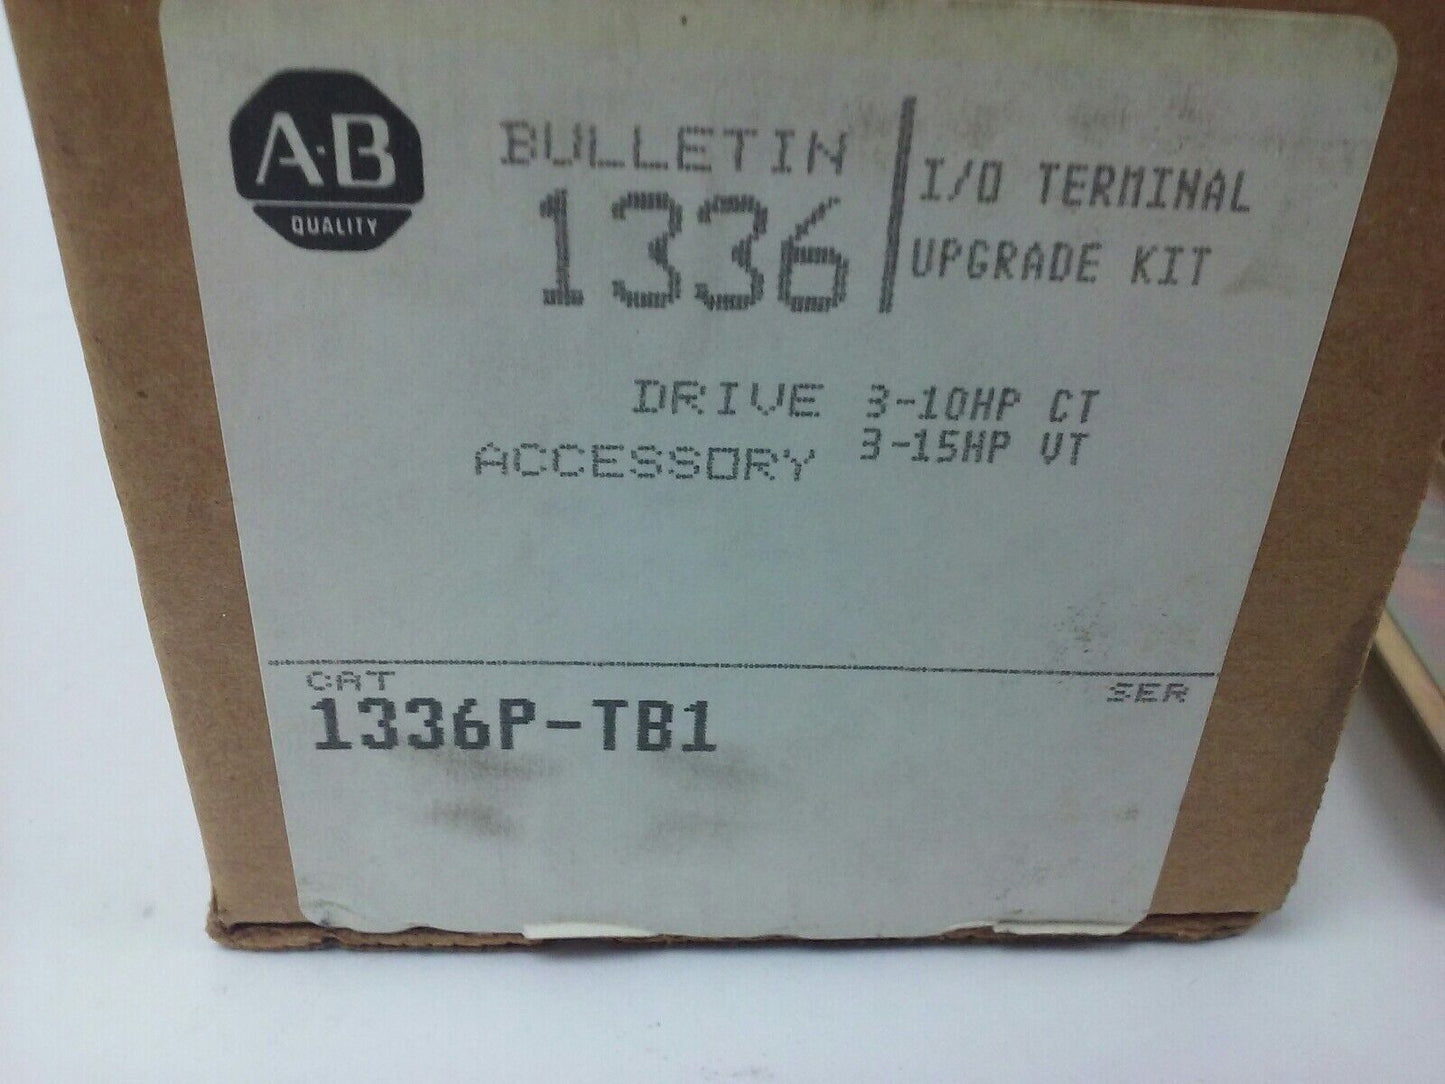 A·B
QUALITY
BULLETIN
1336
I/O TERMINAL
UPGRADE KIT
DRIVE
ACCESSORY
3-10HP CT
3-15HP VT
CAT
1336P-TB1
SER